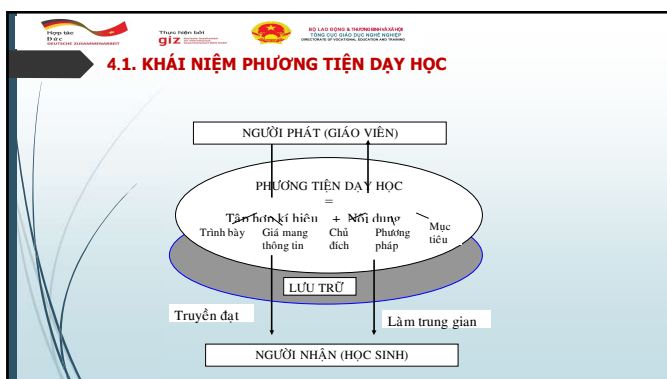 Hợp tác
Đức
DEUTSCHE ZUSAMMENARBEIT
Thực hiện bởi
giz
BỘ LAO ĐỘNG & THƯƠNG BINH VÀ XÃ HỘI
TỔNG CỤC GIÁO DỤC NGHỀ NGHIỆP
DIRECTORATE OF VOCATIONAL EDUCATION AND TRAINING
4.1. KHÁI NIỆM PHƯƠNG TIỆN DẠY HỌC
NGƯỜI PHÁT (GIÁO VIÊN)
PHƯƠNG TIỆN DẠY HỌC
=
kí hiệu + Nội dung
Trình bày
Giá mang
thông tin
Chủ
đích
Phương
pháp
Mục
tiêu
LƯU TRỮ
Truyền đạt
Làm trung gian
NGƯỜI NHẬN (HỌC SINH)